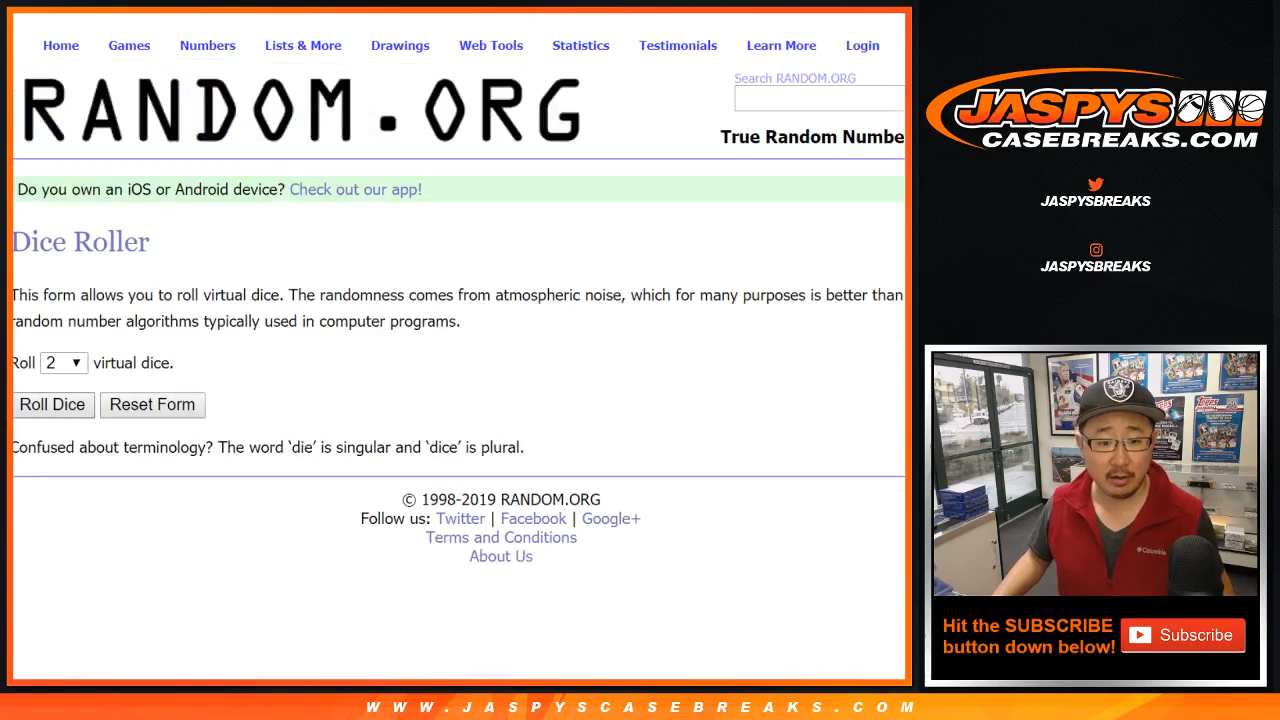 Home Games Numbers Lists & More Drawings Web Tools Statistics Testimonials Learn More Login
RANDOM.ORG
Search RANDOM.ORG
True Random Numbe
Do you own an iOS or Android device? Check out our app!
Dice Roller
This form allows you to roll virtual dice. The randomness comes from atmospheric noise, which for many purposes is better than
random number algorithms typically used in computer programs.
Roll 2 ▼ virtual dice.
Roll Dice Reset Form
Confused about terminology? The word ‘die’ is singular and ‘dice’ is plural.
© 1998-2019 RANDOM.ORG
Follow us: Twitter | Facebook | Google+
Terms and Conditions
About Us
JASPYS
CASEBREAKS.COM
JASPYSBREAKS
JASPYSBREAKS
RAIDERS
Topps
Topps
Columbia
Hit the SUBSCRIBE
button down below!
Subscribe
WWW.JASPYSCASEBREAKS.COM